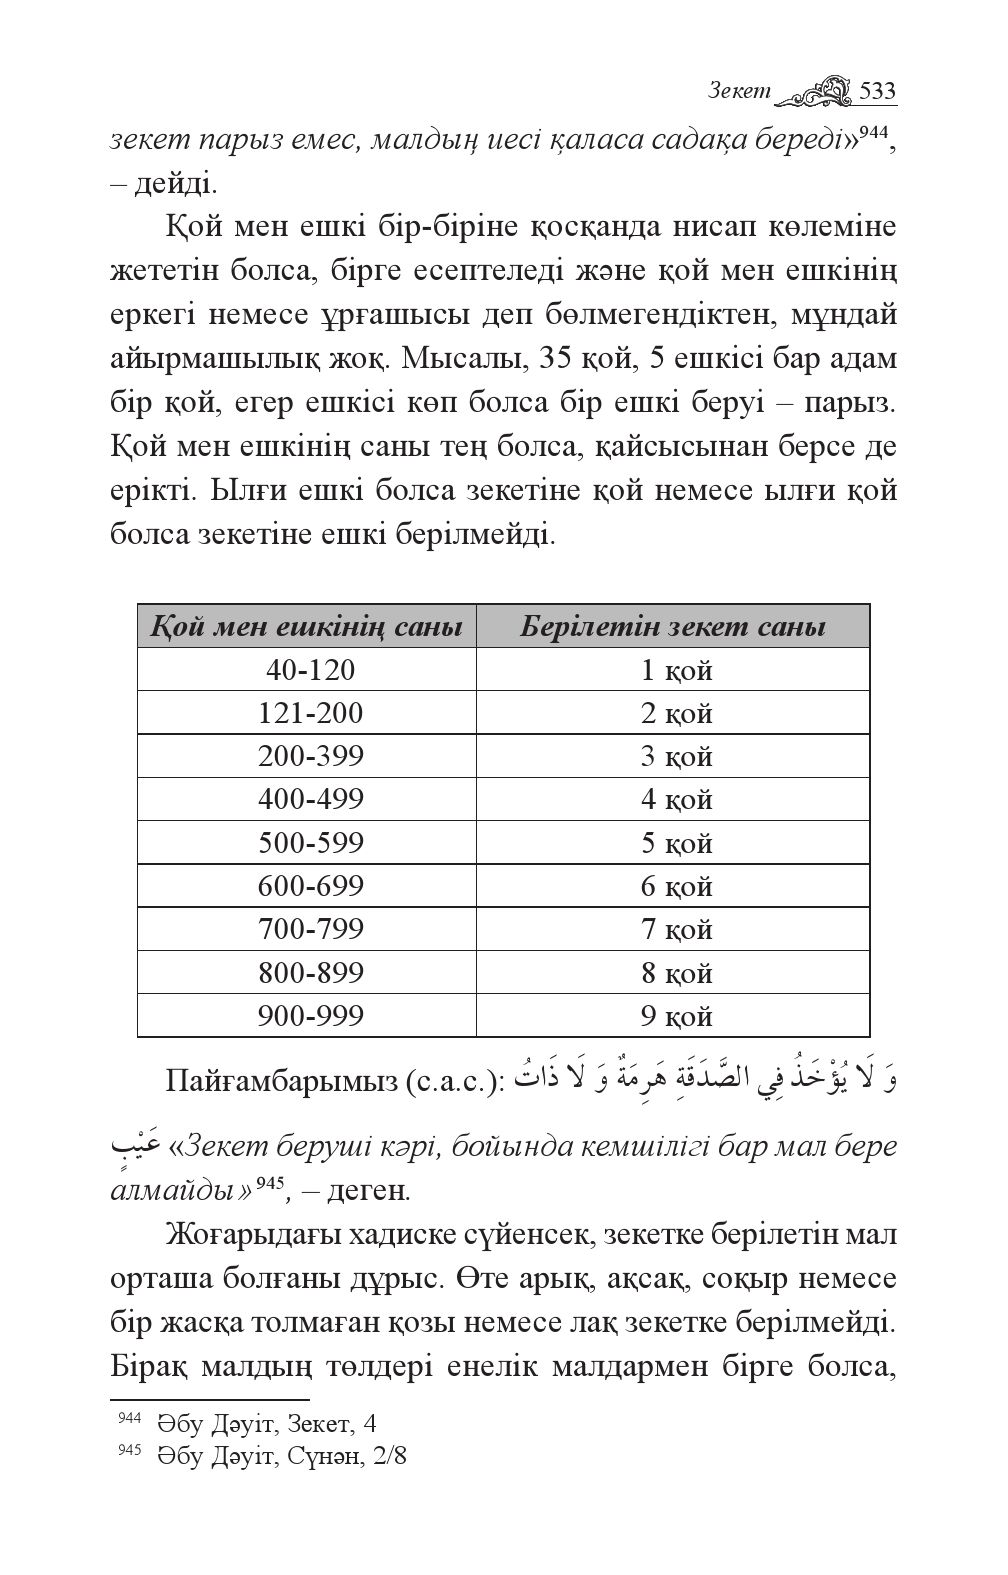 Зекет 533
зекет парыз емес, малдың иесі қаласа садақа береді»944,
– дейді.
Қой мен ешкі бір-біріне қосқанда нисап көлеміне
жететін болса, бірге есептеледі және қой мен ешкінің
еркегі немесе ұрғашысы деп бөлмегендіктен, мұндай
айырмашылық жоқ. Мысалы, 35 қой, 5 ешкісі бар адам
бір қой, егер ешкісі көп болса бір ешкі беруі – парыз.
Қой мен ешкінің саны тең болса, қайсысынан берсе де
ерікті. Ылғи ешкі болса зекетіне қой немесе ылғи қой
болса зекетіне ешкі берілмейді.
Қой мен ешкінің саны Берілетін зекет саны
40-120 1 қой
121-200 2 қой
200-399 3 қой
400-499 4 қой
500-599 5 қой
600-699 6 қой
700-799 7 қой
800-899 8 қой
900-999 9 қой
Пайғамбарымыз (с.а.с.): وَ لَا يُؤْخَذُ فِي الصَّدَقَةِ هَرِمَةٌ وَ لَا ذَاتُ
عَيْبٍ «Зекет беруші кәрі, бойында кемшілігі бар мал бере
алмайды»945, – деген.
Жоғарыдағы хадиске сүйенсек, зекетке берілетін мал
орташа болғаны дұрыс. Өте арық, ақсақ, соқыр немесе
бір жасқа толмаған қозы немесе лақ зекетке берілмейді.
Бірақ малдың төлдері енелік малдармен бірге болса,
944 Әбу Дәуіт, Зекет, 4
945 Әбу Дәуіт, Сүнән, 2/8